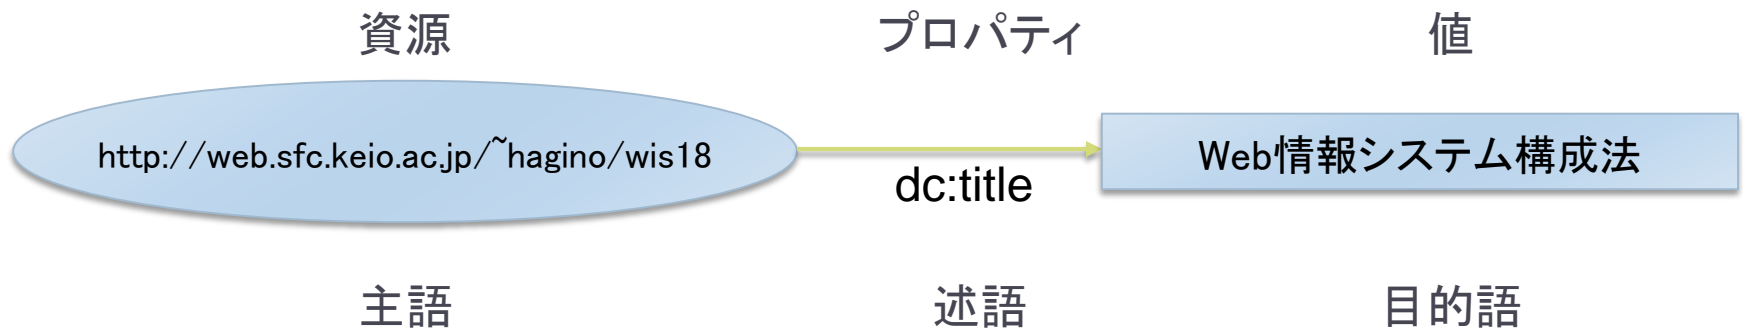 資源
プロパティ
値
http://web.sfc.keio.ac.jp/~hagino/wis18
dc:title
Web情報システム構成法
主語
述語
目的語